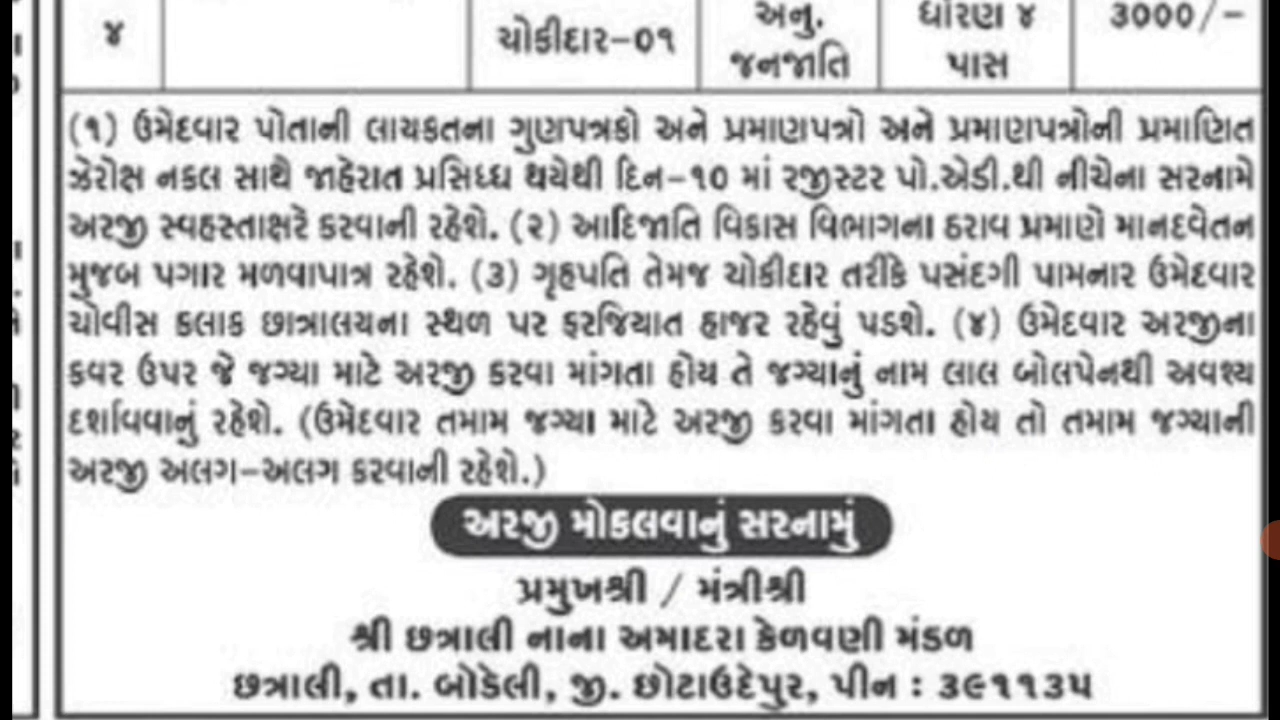 ૪
ચોકીદાર-૦૧
અનુ.
જનજાતિ
ધોરણ ૪
પાસ
૩૦૦૦/-
(૧) ઉમેદવાર પોતાની લાયકતના ગુણપત્રકો અને પ્રમાણપત્રો અને પ્રમાણપત્રોની પ્રમાણિત
ઝેરોક્ષ નકલ સાથે જાહેરાત પ્રસિધ્ધ થયેથી દિન-૧૦ માં રજીસ્ટર પો.એડી.થી નીચેના સરનામે
અરજી સ્વહસ્તાક્ષરે કરવાની રહેશે. (૨) આદિજાતિ વિકાસ વિભાગના ઠરાવ પ્રમાણે માનદવેતન
મુજબ પગાર મળવાપાત્ર રહેશે. (૩) ગૃહપતિ તેમજ ચોકીદાર તરીકે પસંદગી પામનાર ઉમેદવાર
ચોવીસ કલાક છાત્રાલયના સ્થળ પર ફરજિયાત હાજર રહેવું પડશે. (૪) ઉમેદવાર અરજીના
કવર ઉપર જે જગ્યા માટે અરજી કરવા માંગતા હોય તે જગ્યાનું નામ લાલ બોલપેનથી અવશ્ય
દર્શાવવાનું રહેશે. (ઉમેદવાર તમામ જગ્યા માટે અરજી કરવા માંગતા હોય તો તમામ જગ્યાની
અરજી અલગ-અલગ કરવાની રહેશે.)
અરજી મોકલવાનું સરનામું
પ્રમુખશ્રી / મંત્રીશ્રી
શ્રી છત્રાલી નાના અમાદરા કેળવણી મંડળ
છત્રાલી, તા. બોડેલી, જી. છોટાઉદેપુર, પીન : ૩૯૧૧૩૫